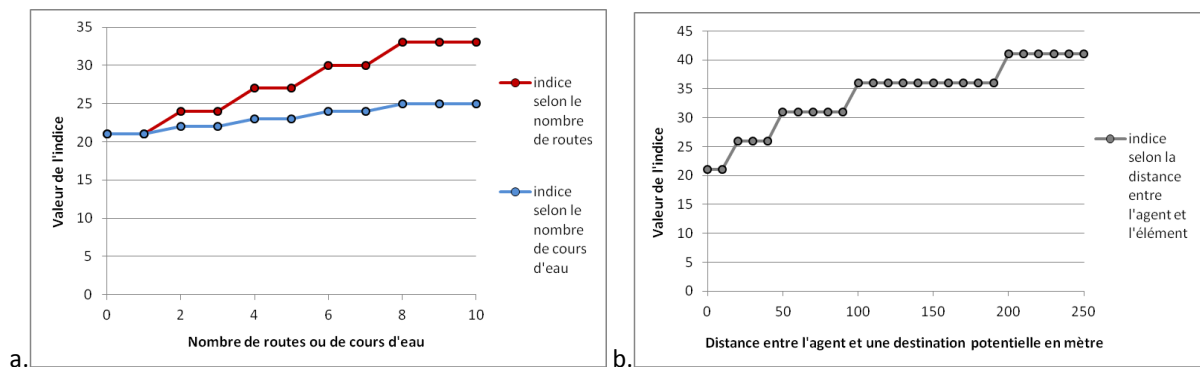 35
30
25
20
15
10
5
0
0 2 4 6 8 10
Valeur de l'indice
Nombre de routes ou de cours d'eau
indice
selon le
nombre
de routes
indice
selon le
nombre
de cours
d'eau
a.
45
40
35
30
25
20
15
10
5
0
0 50 100 150 200 250
Valeur de l'indice
Distance entre l'agent et une destination potentielle en mètre
indice
selon la
distance
entre
l'agent et
l'élément
b.